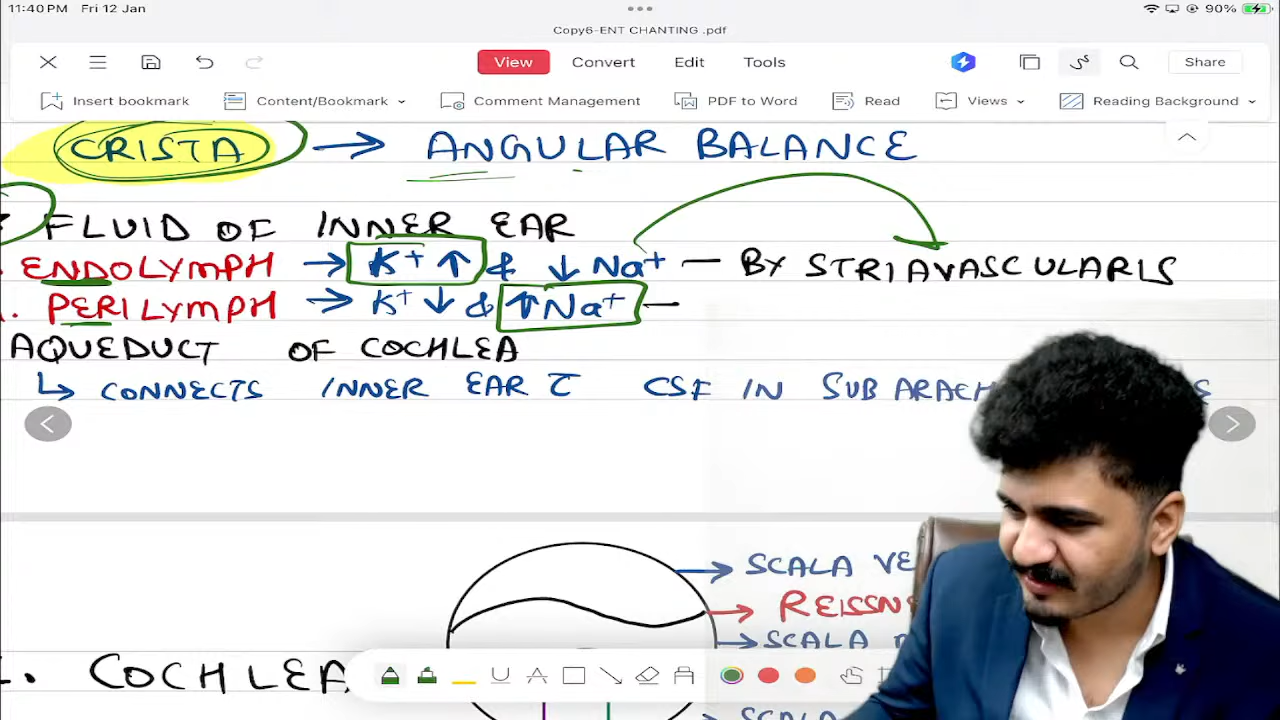 11:40 PM Fri 12 Jan
90%
Copy6-ENT CHANTING .pdf
View Convert Edit Tools
Share
Insert bookmark Content/Bookmark Comment Management PDF to Word Read Views Reading Background
CRISTA → ANGULAR BALANCE
FLUID OF INNER EAR
ENDOLYMPH → K+ ↑ & ↓ Na+ — BY STRIAVASCULARIS
PERILYMPH → K+ ↓ & ↑ Na+ —
AQUEDUCT OF COCHLEA
↳ CONNECTS INNER EAR C̄ CSF IN SUB ARACH
SCALA VE
REISSNE
SCALA
COCHLEA
SCALA